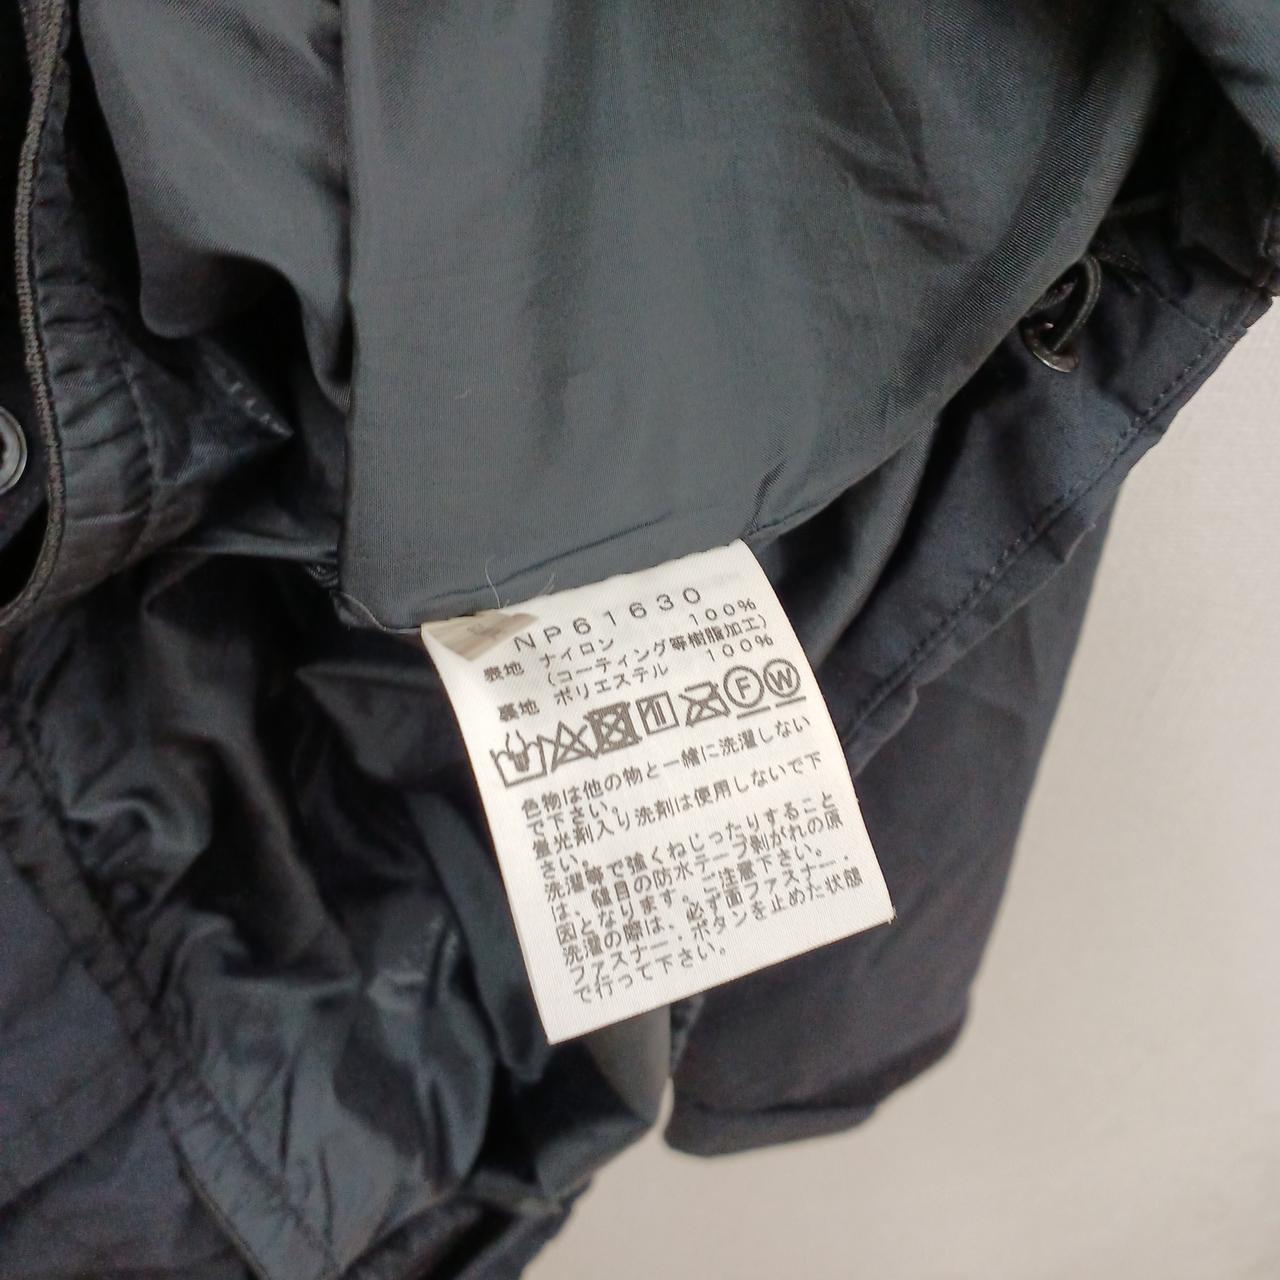 NP61630
表地 ナイロン 100%
(コーティング等樹脂加工)
裏地 ポリエステル 100%
F W
色物は他の物と一緒に洗濯しない
で下さい。
蛍光剤入り洗剤は使用しないで下
さい。
洗濯等で強くねじったりすること
は、縫目の防水テープ剥がれの原
因となります。ご注意下さい。
洗濯の際は、必ず面ファスナー、
ファスナー、ボタンを止めた状態
で行って下さい。